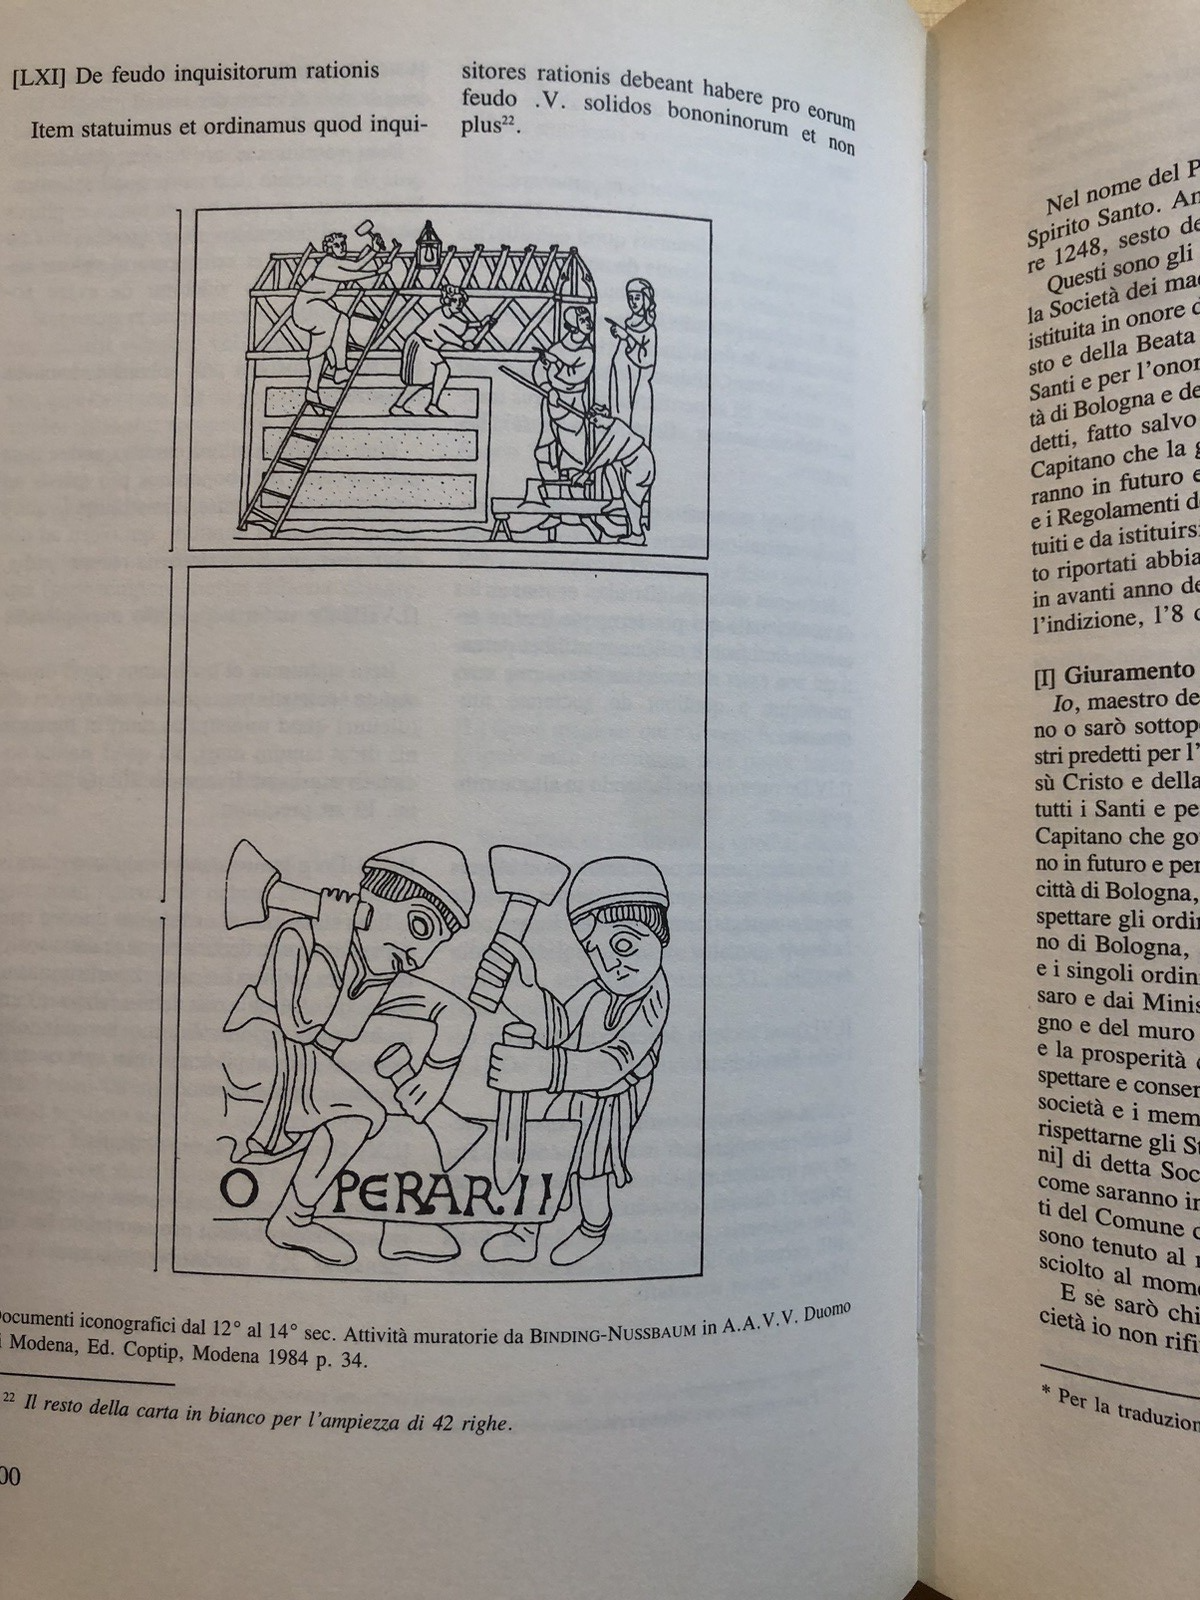 [LXI] De feudo inquisitorum rationis
Item statuimus et ordinamus quod inqui-
sitores rationis debeant habere pro eorum
feudo .V. solidos bononinorum et non
plus²².
O PERARII
ocumenti iconografici dal 12° al 14° sec. Attività muratorie da BINDING-NUSSBAUM in A.A.V.V. Duomo
i Modena, Ed. Coptip, Modena 1984 p. 34.
²² Il resto della carta in bianco per l'ampiezza di 42 righe.
00
Nel nome del P
Spirito Santo. An
re 1248, sesto de
Questi sono gli
la Società dei mae
istituita in onore d
sto e della Beata
Santi e per l'onor
tà di Bologna e de
detti, fatto salvo
Capitano che la g
ranno in futuro e
e i Regolamenti d
tuiti e da istituirs
to riportati abbia
in avanti anno de
l'indizione, l'8 d
[I] Giuramento
Io, maestro de
no o sarò sottop
stri predetti per l'
sù Cristo e della
tutti i Santi e pe
Capitano che go
no in futuro e per
città di Bologna,
spettare gli ordin
no di Bologna,
e i singoli ordin
saro e dai Minis
gno e del muro
e la prosperità
spettare e conser
società e i mem
rispettarne gli St
ni] di detta Soc
come saranno in
ti del Comune
sono tenuto al
sciolto al mome
E se sarò chi
cietà io non rifi
* Per la traduzion